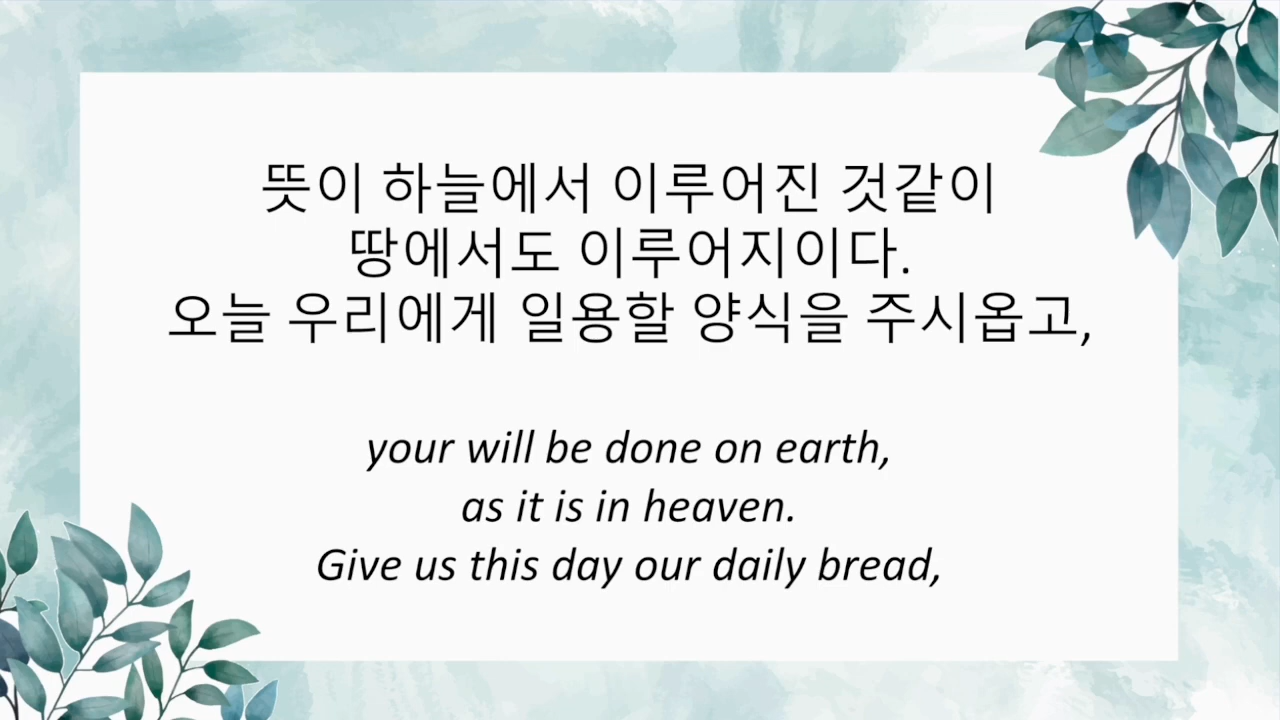 뜻이 하늘에서 이루어진 것같이
땅에서도 이루어지이다.
오늘 우리에게 일용할 양식을 주시옵고,
your will be done on earth,
as it is in heaven.
Give us this day our daily bread,